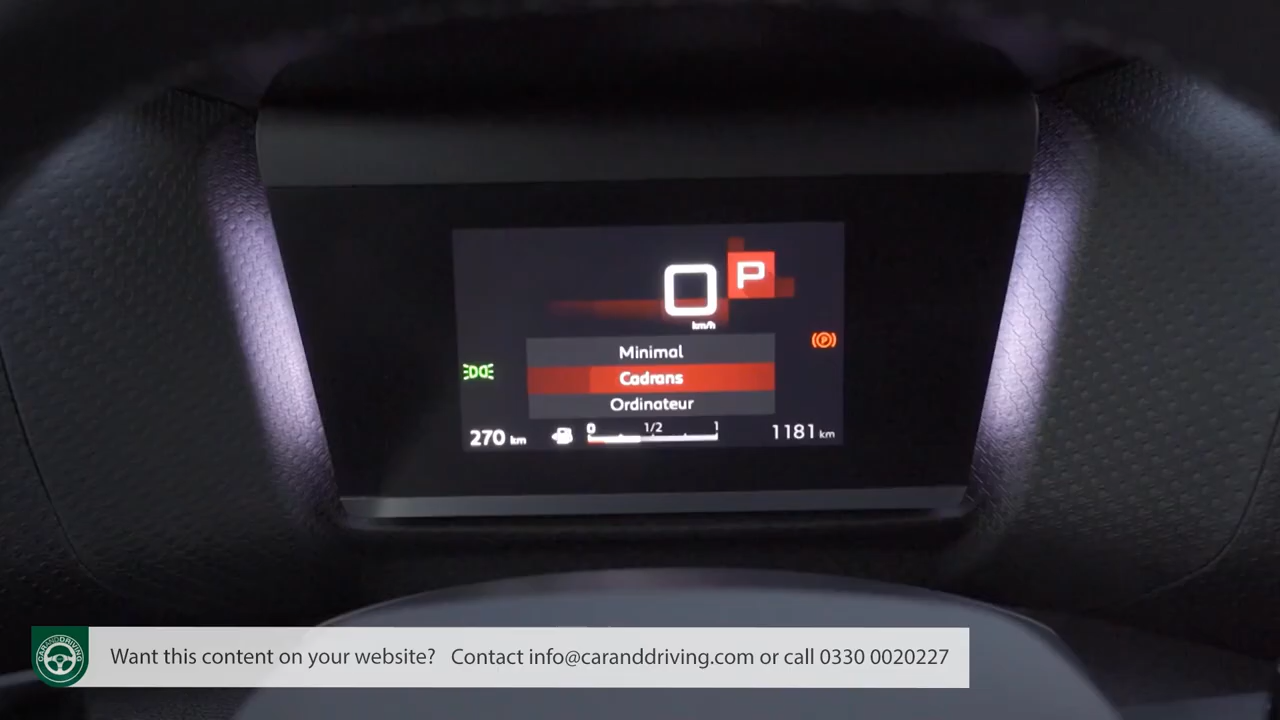 0
P
km/h
Minimal
Cadrans
Ordinateur
270 km
0 1/2 1
1181 km
CARANDDRIVING
Want this content on your website? Contact info@caranddriving.com or call 0330 0020227